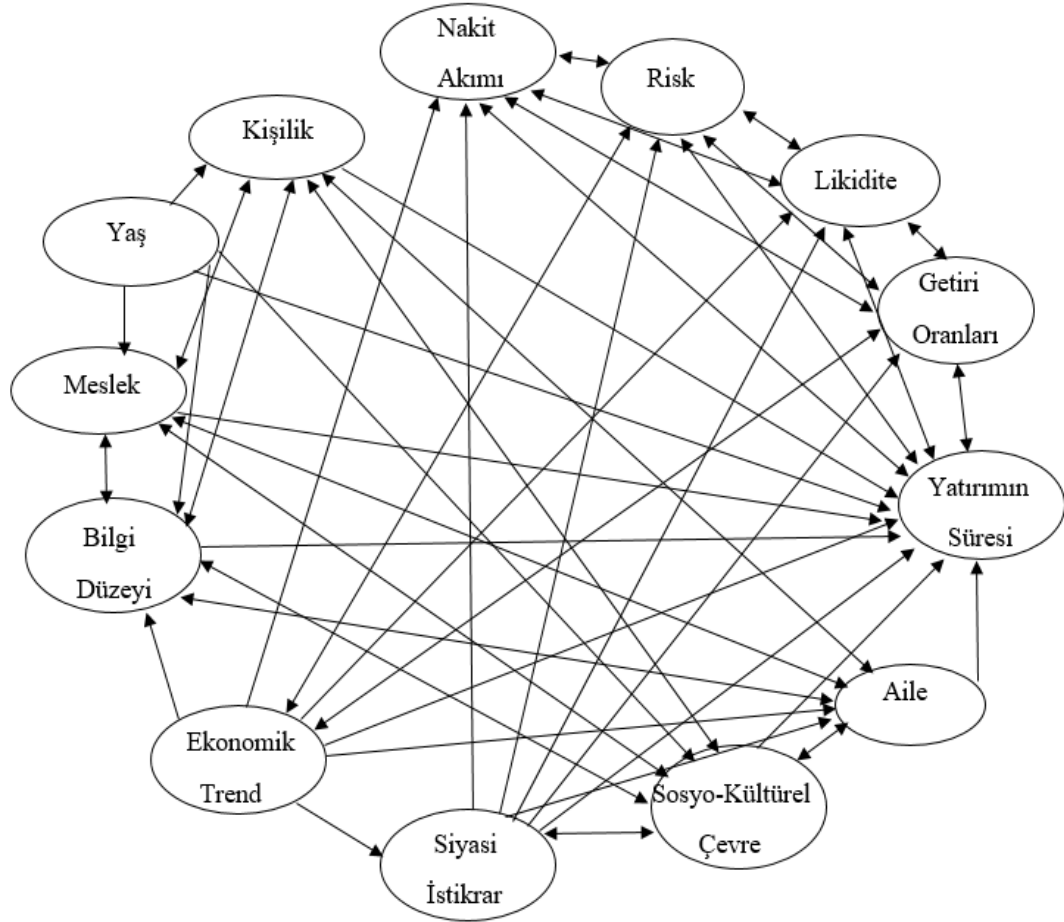 Nakit
Akımı
Risk
Kişilik
Likidite
Yaş
Getiri
Oranları
Meslek
Yatırımın
Süresi
Bilgi
Düzeyi
Aile
Ekonomik
Trend
Sosyo-Kültürel
Çevre
Siyasi
İstikrar